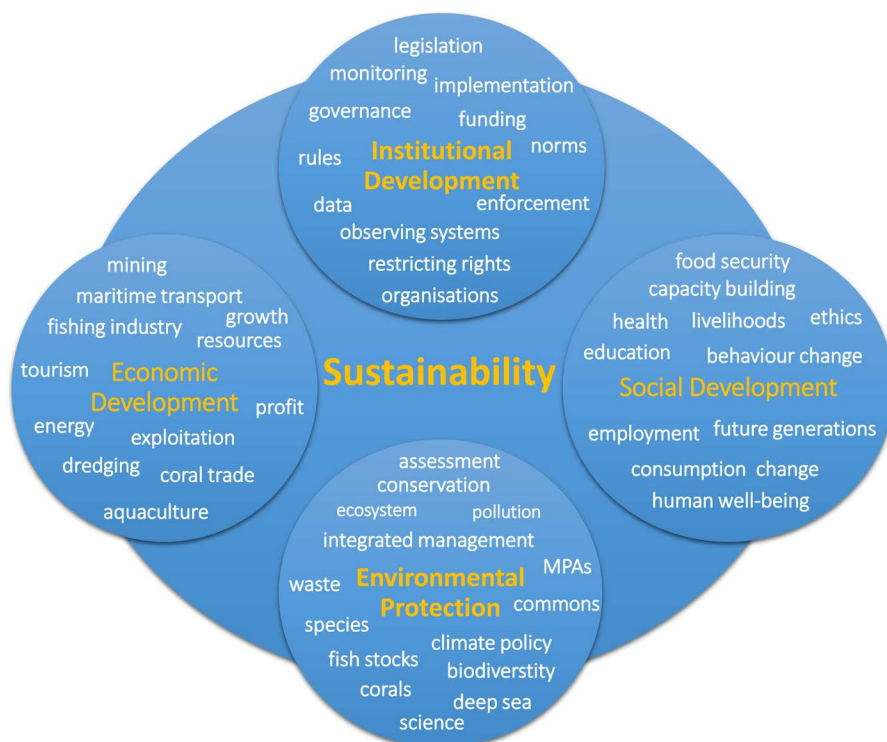 legislation
monitoring
implementation
governance
funding
norms
rules
Institutional
Development
data
enforcement
observing systems
restricting rights
organisations
mining
maritime transport
fishing industry
growth
resources
tourism
Economic
Development
profit
energy
exploitation
dredging
coral trade
aquaculture
Sustainability
food security
capacity building
health
livelihoods
ethics
education
behaviour change
Social Development
employment
future generations
consumption
change
human well-being
assessment
conservation
ecosystem
pollution
integrated management
MPAs
waste
Environmental
Protection
commons
species
climate policy
fish stocks
biodiverstity
corals
deep sea
science